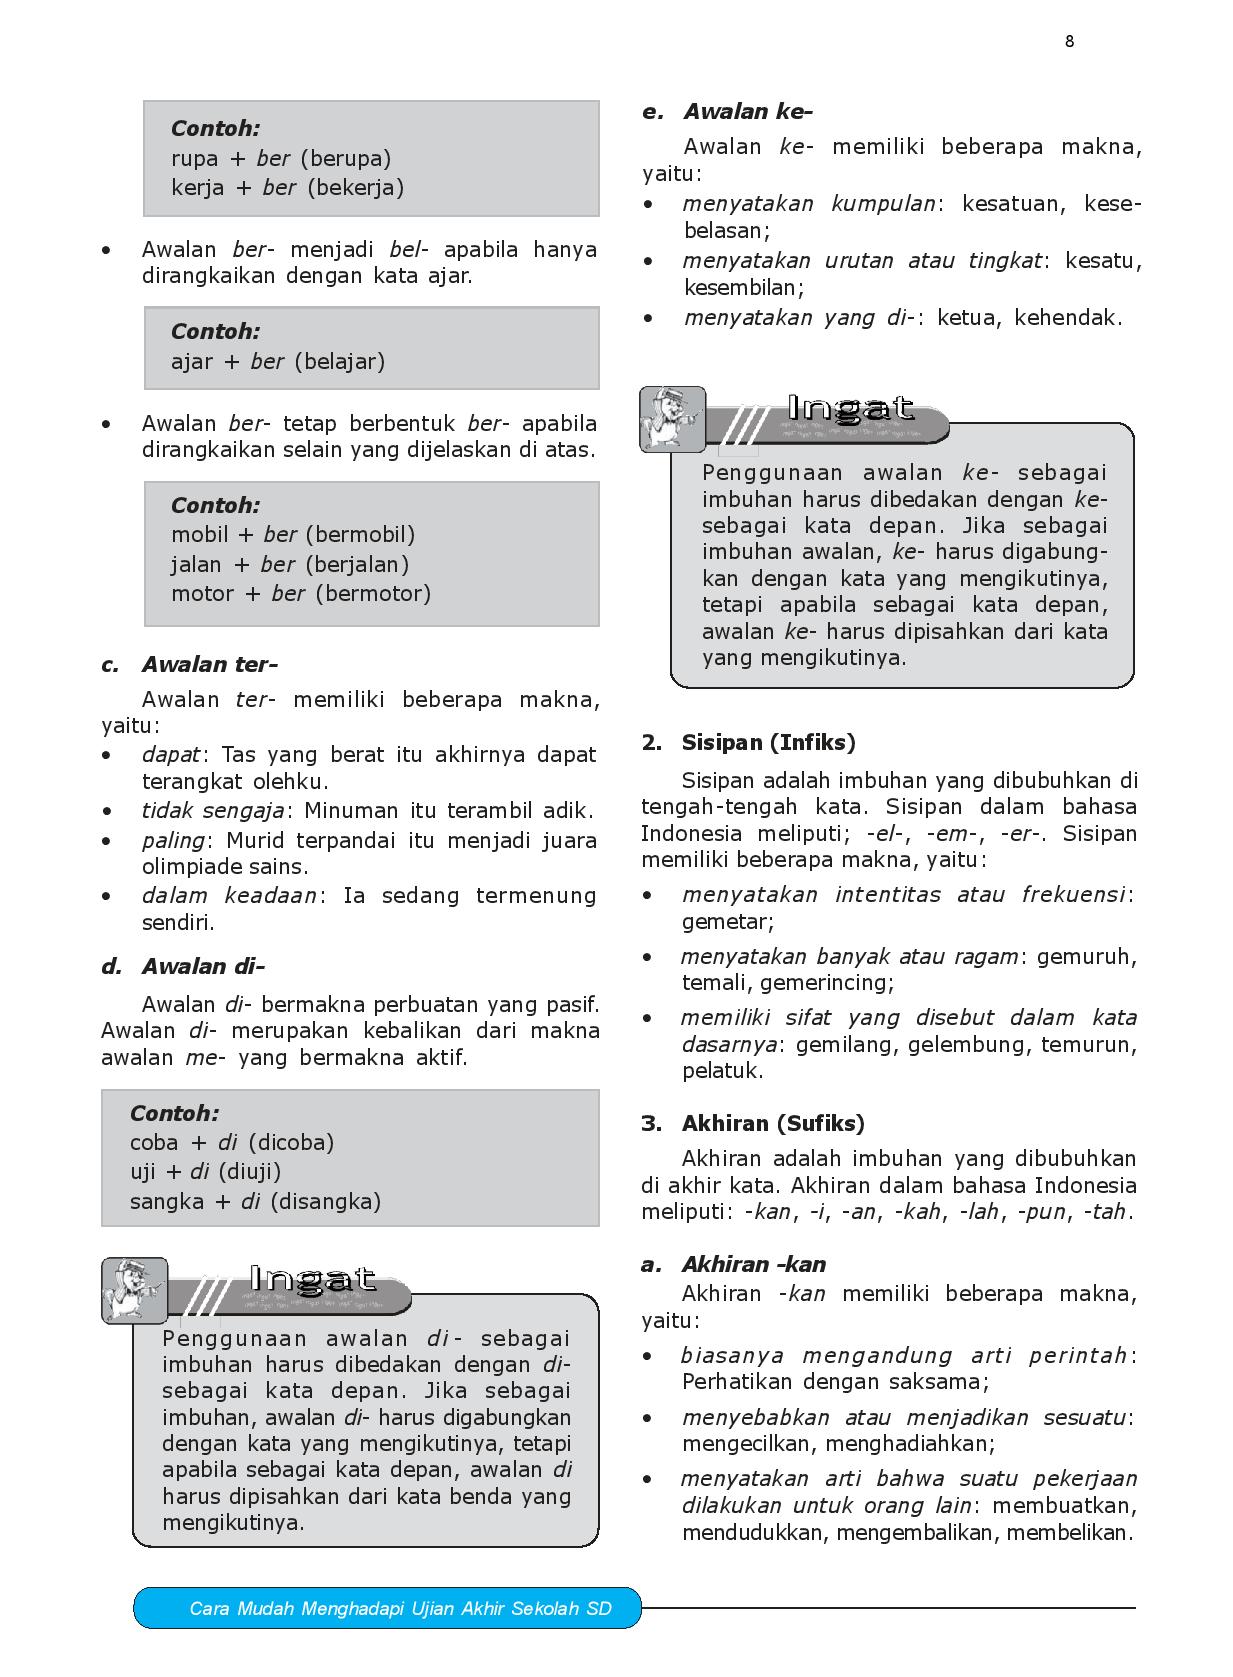 8
Contoh:
rupa + ber (berupa)
kerja + ber (bekerja)
• Awalan ber- menjadi bel- apabila hanya
dirangkaikan dengan kata ajar.
Contoh:
ajar + ber (belajar)
• Awalan ber- tetap berbentuk ber- apabila
dirangkaikan selain yang dijelaskan di atas.
Contoh:
mobil + ber (bermobil)
jalan + ber (berjalan)
motor + ber (bermotor)
c. Awalan ter-
Awalan ter- memiliki beberapa makna,
yaitu:
• dapat: Tas yang berat itu akhirnya dapat
terangkat olehku.
• tidak sengaja: Minuman itu terambil adik.
• paling: Murid terpandai itu menjadi juara
olimpiade sains.
• dalam keadaan: Ia sedang termenung
sendiri.
d. Awalan di-
Awalan di- bermakna perbuatan yang pasif.
Awalan di- merupakan kebalikan dari makna
awalan me- yang bermakna aktif.
Contoh:
coba + di (dicoba)
uji + di (diuji)
sangka + di (disangka)
Ingat
Penggunaan awalan di- sebagai
imbuhan harus dibedakan dengan di-
sebagai kata depan. Jika sebagai
imbuhan, awalan di- harus digabungkan
dengan kata yang mengikutinya, tetapi
apabila sebagai kata depan, awalan di
harus dipisahkan dari kata benda yang
mengikutinya.
e. Awalan ke-
Awalan ke- memiliki beberapa makna,
yaitu:
• menyatakan kumpulan: kesatuan, kese-
belasan;
• menyatakan urutan atau tingkat: kesatu,
kesembilan;
• menyatakan yang di-: ketua, kehendak.
Ingat
Penggunaan awalan ke- sebagai
imbuhan harus dibedakan dengan ke-
sebagai kata depan. Jika sebagai
imbuhan awalan, ke- harus digabung-
kan dengan kata yang mengikutinya,
tetapi apabila sebagai kata depan,
awalan ke- harus dipisahkan dari kata
yang mengikutinya.
2. Sisipan (Infiks)
Sisipan adalah imbuhan yang dibubuhkan di
tengah-tengah kata. Sisipan dalam bahasa
Indonesia meliputi; -el-, -em-, -er-. Sisipan
memiliki beberapa makna, yaitu:
• menyatakan intentitas atau frekuensi:
gemetar;
• menyatakan banyak atau ragam: gemuruh,
temali, gemerincing;
• memiliki sifat yang disebut dalam kata
dasarnya: gemilang, gelembung, temurun,
pelatuk.
3. Akhiran (Sufiks)
Akhiran adalah imbuhan yang dibubuhkan
di akhir kata. Akhiran dalam bahasa Indonesia
meliputi: -kan, -i, -an, -kah, -lah, -pun, -tah.
a. Akhiran -kan
Akhiran -kan memiliki beberapa makna,
yaitu:
• biasanya mengandung arti perintah:
Perhatikan dengan saksama;
• menyebabkan atau menjadikan sesuatu:
mengecilkan, menghadiahkan;
• menyatakan arti bahwa suatu pekerjaan
dilakukan untuk orang lain: membuatkan,
mendudukkan, mengembalikan, membelikan.
Cara Mudah Menghadapi Ujian Akhir Sekolah SD